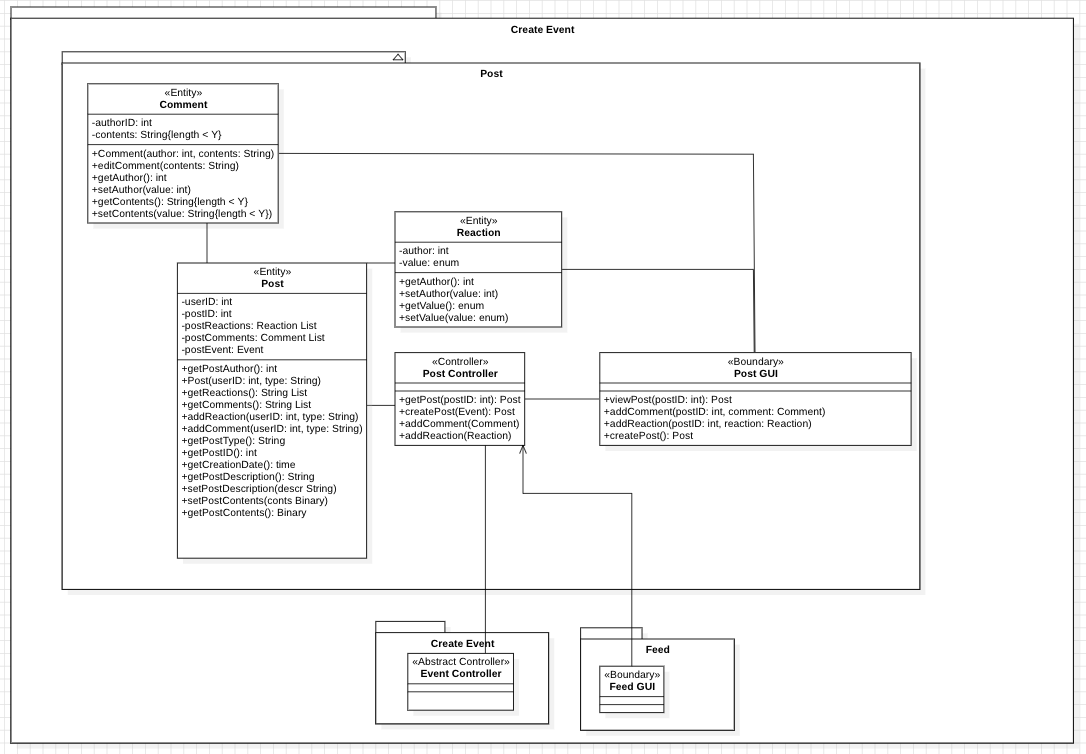 Create Event
Post
«Entity»
Comment
-authorID: int
-contents: String{length < Y}
+Comment(author: int, contents: String)
+editComment(contents: String)
+getAuthor(): int
+setAuthor(value: int)
+getContents(): String{length < Y}
+setContents(value: String{length < Y})
«Entity»
Reaction
-author: int
-value: enum
+getAuthor(): int
+setAuthor(value: int)
+getValue(): enum
+setValue(value: enum)
«Entity»
Post
-userID: int
-postID: int
-postReactions: Reaction List
-postComments: Comment List
-postEvent: Event
+getPostAuthor(): int
+Post(userID: int, type: String)
+getReactions(): String List
+getComments(): String List
+addReaction(userID: int, type: String)
+addComment(userID: int, type: String)
+getPostType(): String
+getPostID(): int
+getCreationDate(): time
+getPostDescription(): String
+setPostDescription(descr String)
+setPostContents(conts Binary)
+getPostContents(): Binary
«Controller»
Post Controller
+getPost(postID: int): Post
+createPost(Event): Post
+addComment(Comment)
+addReaction(Reaction)
«Boundary»
Post GUI
+viewPost(postID: int): Post
+addComment(postID: int, comment: Comment)
+addReaction(postID: int, reaction: Reaction)
+createPost(): Post
Create Event
«Abstract Controller»
Event Controller
Feed
«Boundary»
Feed GUI